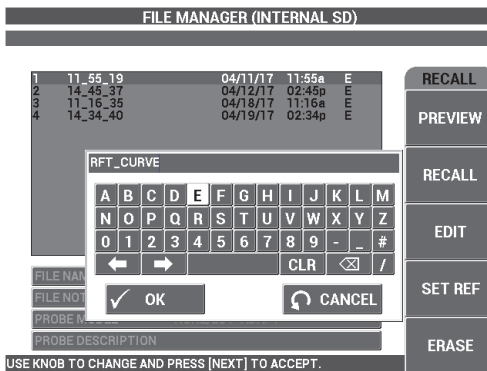 FILE MANAGER (INTERNAL SD)
1 11_55_19 04/11/17 11:55a E
2 14_45_37 04/12/17 02:45p E
3 11_16_35 04/18/17 11:16a E
4 14_34_40 04/19/17 02:34p E
RECALL
PREVIEW
RECALL
EDIT
SET REF
ERASE
RFT_CURVE
A B C D E F G H I J K L M
N O P Q R S T U V W X Y Z
0 1 2 3 4 5 6 7 8 9 - _ #
CLR /
OK CANCEL
FILE NAM
FILE NOT
PROBE
PROBE DESCRIPTION
USE KNOB TO CHANGE AND PRESS [NEXT] TO ACCEPT.